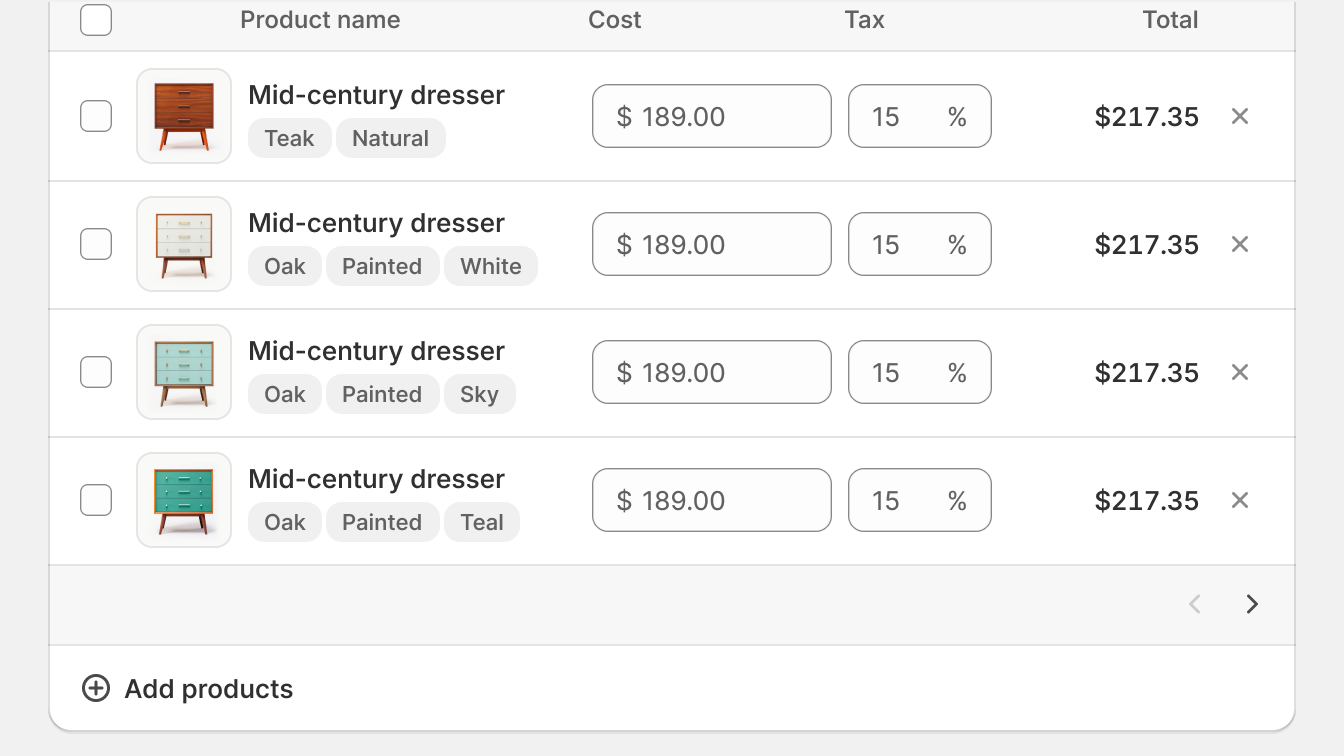 Product name Cost Tax Total
Mid-century dresser
Teak Natural
$ 189.00 15 % $217.35
Mid-century dresser
Oak Painted White
$ 189.00 15 % $217.35
Mid-century dresser
Oak Painted Sky
$ 189.00 15 % $217.35
Mid-century dresser
Oak Painted Teal
$ 189.00 15 % $217.35
Add products